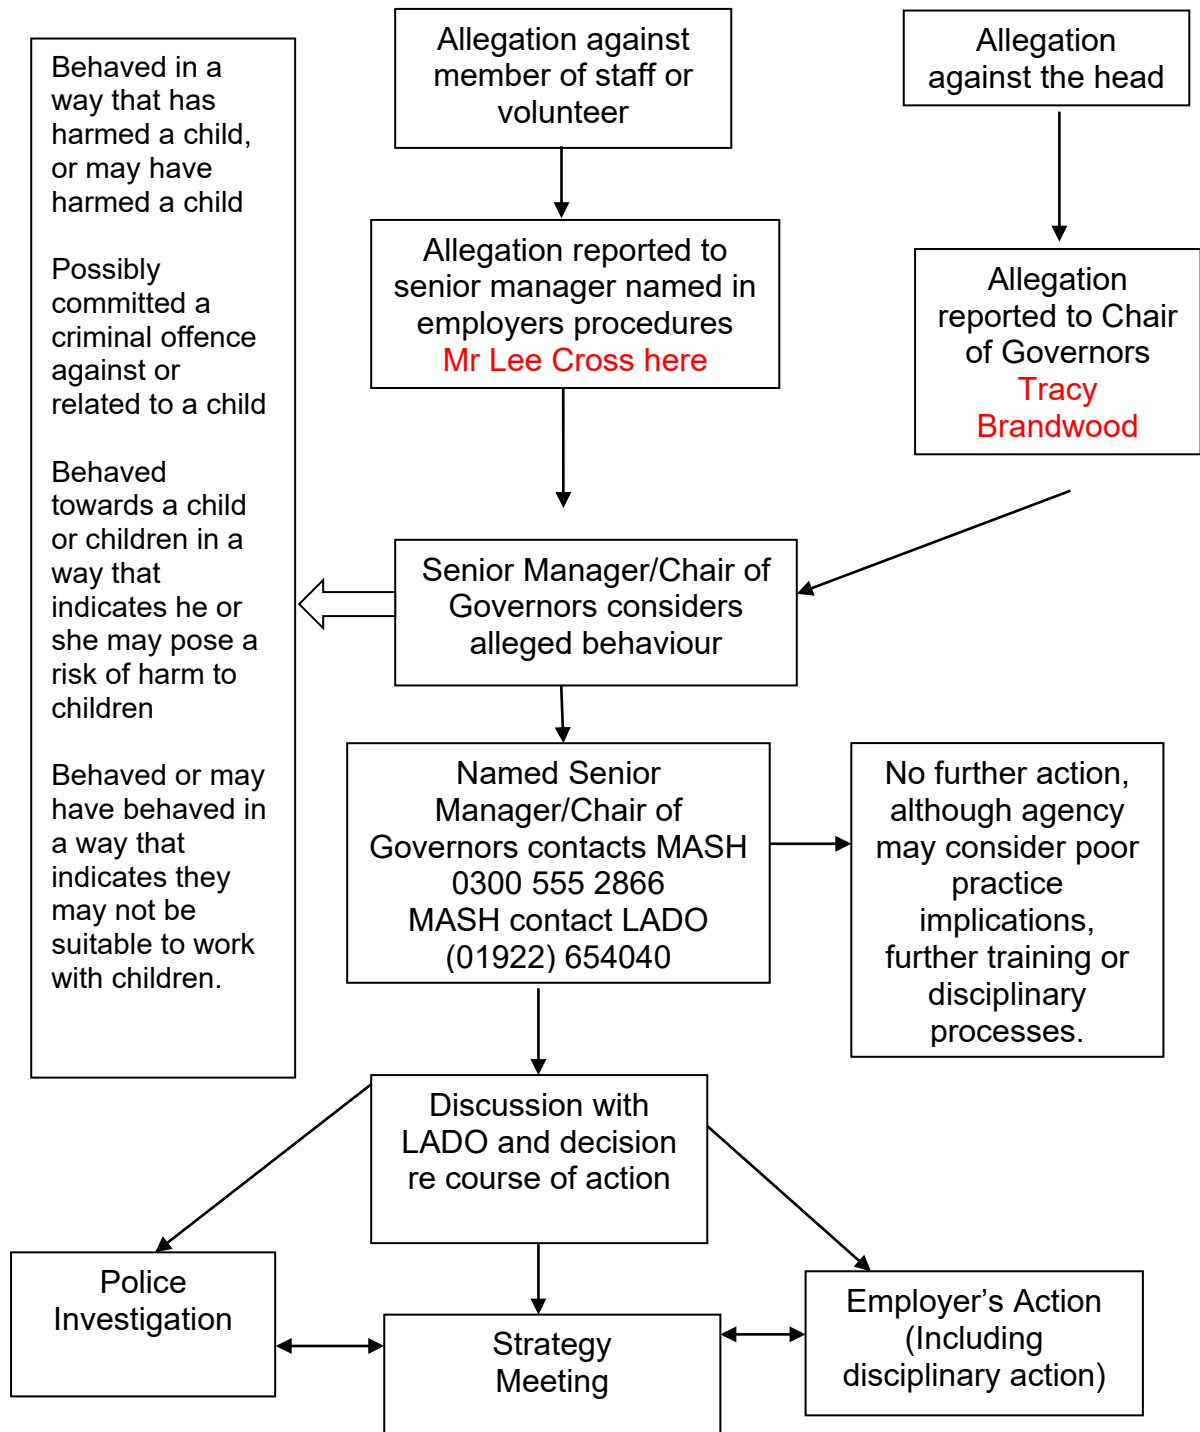 Behaved in a
way that has
harmed a child,
or may have
harmed a child
Possibly
committed a
criminal offence
against or
related to a child
Behaved
towards a child
or children in a
way that
indicates he or
she may pose a
risk of harm to
children
Behaved or may
have behaved in
a way that
indicates they
may not be
suitable to work
with children.
Allegation against
member of staff or
volunteer
Allegation
against the head
Allegation reported to
senior manager named in
employers procedures
Mr Lee Cross here
Allegation
reported to Chair
of Governors
Tracy
Brandwood
Senior Manager/Chair of
Governors considers
alleged behaviour
Named Senior
Manager/Chair of
Governors contacts MASH
0300 555 2866
MASH contact LADO
(01922) 654040
No further action,
although agency
may consider poor
practice
implications,
further training or
disciplinary
processes.
Discussion with
LADO and decision
re course of action
Police
Investigation
Strategy
Meeting
Employer’s Action
(Including
disciplinary action)